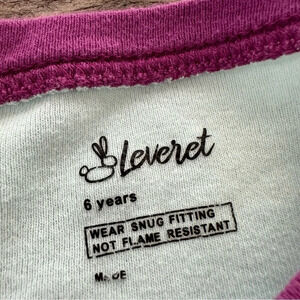 Leveret
6 years
WEAR SNUG FITTING
NOT FLAME RESISTANT